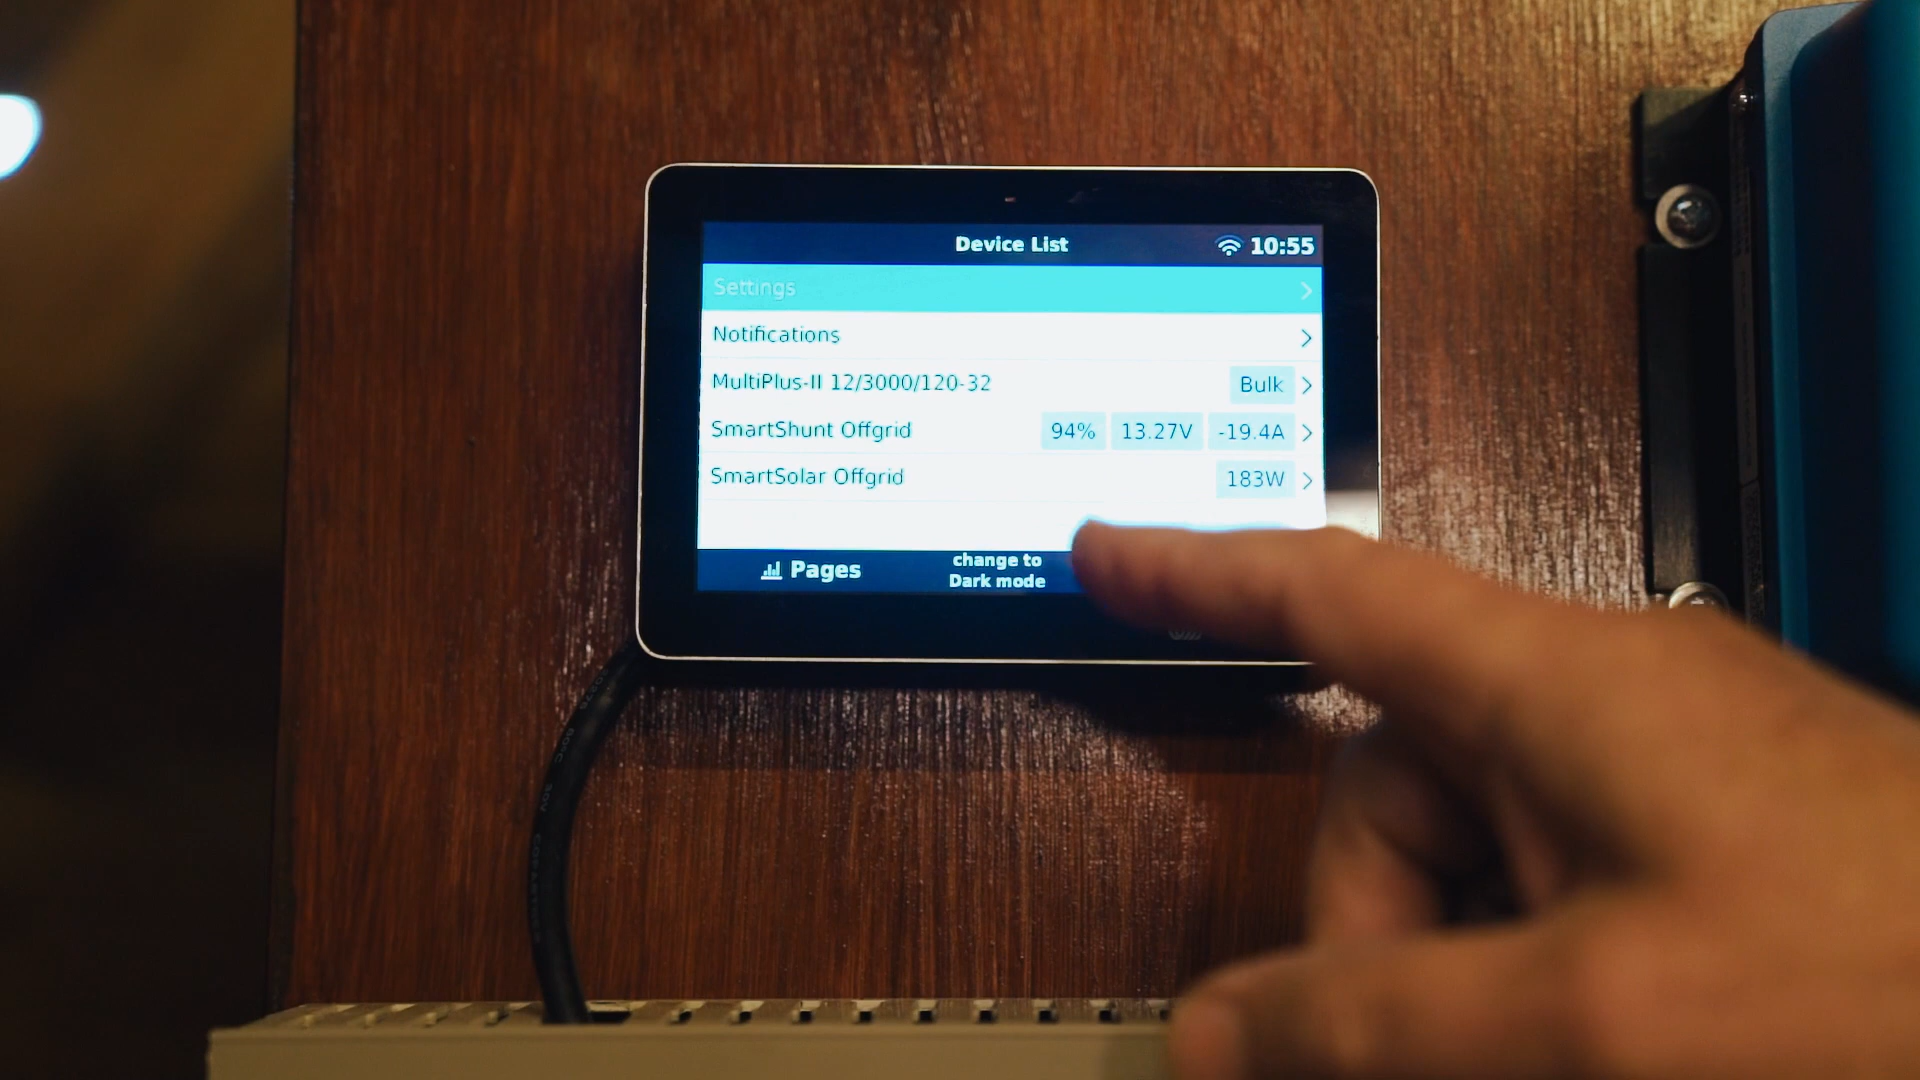 Device List 10:55
Settings
Notifications
MultiPlus-II 12/3000/120-32 Bulk
SmartShunt Offgrid 94% 13.27V -19.4A
SmartSolar Offgrid 183W
Pages
change to
Dark mode